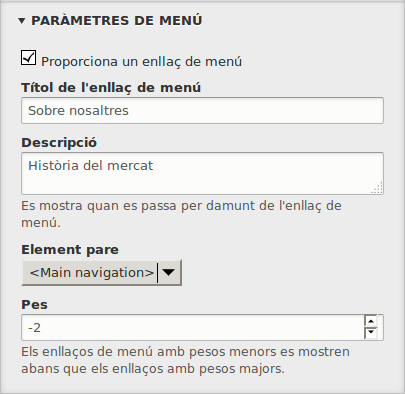 PARÀMETRES DE MENÚ
Proporciona un enllaç de menú
Títol de l'enllaç de menú
Sobre nosaltres
Descripció
Història del mercat
Es mostra quan es passa per damunt de l'enllaç de
menú.
Element pare
<Main navigation>
Pes
-2
Els enllaços de menú amb pesos menors es mostren
abans que els enllaços amb pesos majors.